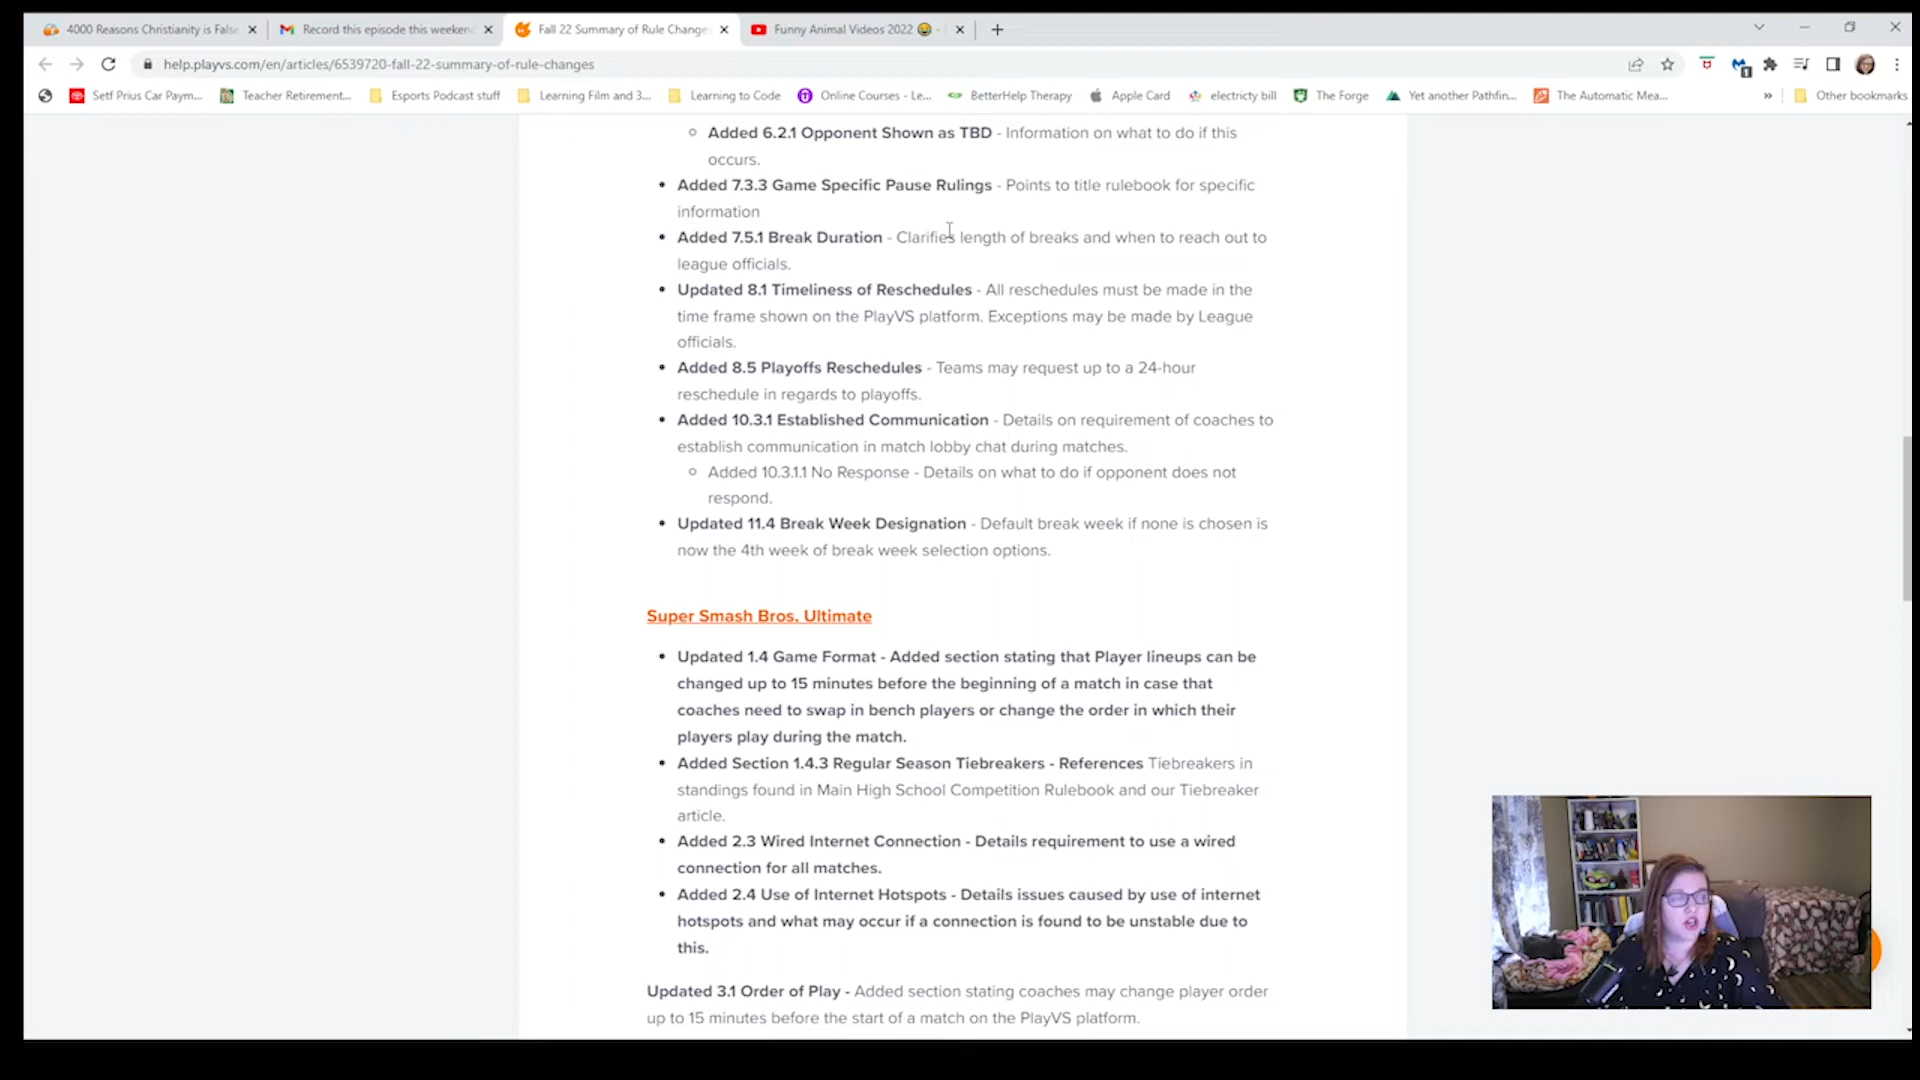 4000 Reasons Christianity is False
Record this episode this weeken
Fall 22 Summary of Rule Change
Funny Animal Videos 2022 😂 -
help.playvs.com/en/articles/6539720-fall-22-summary-of-rule-changes
Setf Prius Car Paym...
Teacher Retirement...
Esports Podcast stuff
Learning Film and 3...
Learning to Code
Online Courses - Le...
BetterHelp Therapy
Apple Card
electricty bill
The Forge
Yet another Pathfin...
The Automatic Mea...
»
Other bookmarks
Added 6.2.1 Opponent Shown as TBD - Information on what to do if this
occurs.
Added 7.3.3 Game Specific Pause Rulings - Points to title rulebook for specific
information
Added 7.5.1 Break Duration - Clarifies length of breaks and when to reach out to
league officials.
Updated 8.1 Timeliness of Reschedules - All reschedules must be made in the
time frame shown on the PlayVS platform. Exceptions may be made by League
officials.
Added 8.5 Playoffs Reschedules - Teams may request up to a 24-hour
reschedule in regards to playoffs.
Added 10.3.1 Established Communication - Details on requirement of coaches to
establish communication in match lobby chat during matches.
Added 10.3.1.1 No Response - Details on what to do if opponent does not
respond.
Updated 11.4 Break Week Designation - Default break week if none is chosen is
now the 4th week of break week selection options.
Super Smash Bros. Ultimate
Updated 1.4 Game Format - Added section stating that Player lineups can be
changed up to 15 minutes before the beginning of a match in case that
coaches need to swap in bench players or change the order in which their
players play during the match.
Added Section 1.4.3 Regular Season Tiebreakers - References Tiebreakers in
standings found in Main High School Competition Rulebook and our Tiebreaker
article.
Added 2.3 Wired Internet Connection - Details requirement to use a wired
connection for all matches.
Added 2.4 Use of Internet Hotspots - Details issues caused by use of internet
hotspots and what may occur if a connection is found to be unstable due to
this.
Updated 3.1 Order of Play - Added section stating coaches may change player order
up to 15 minutes before the start of a match on the PlayVS platform.